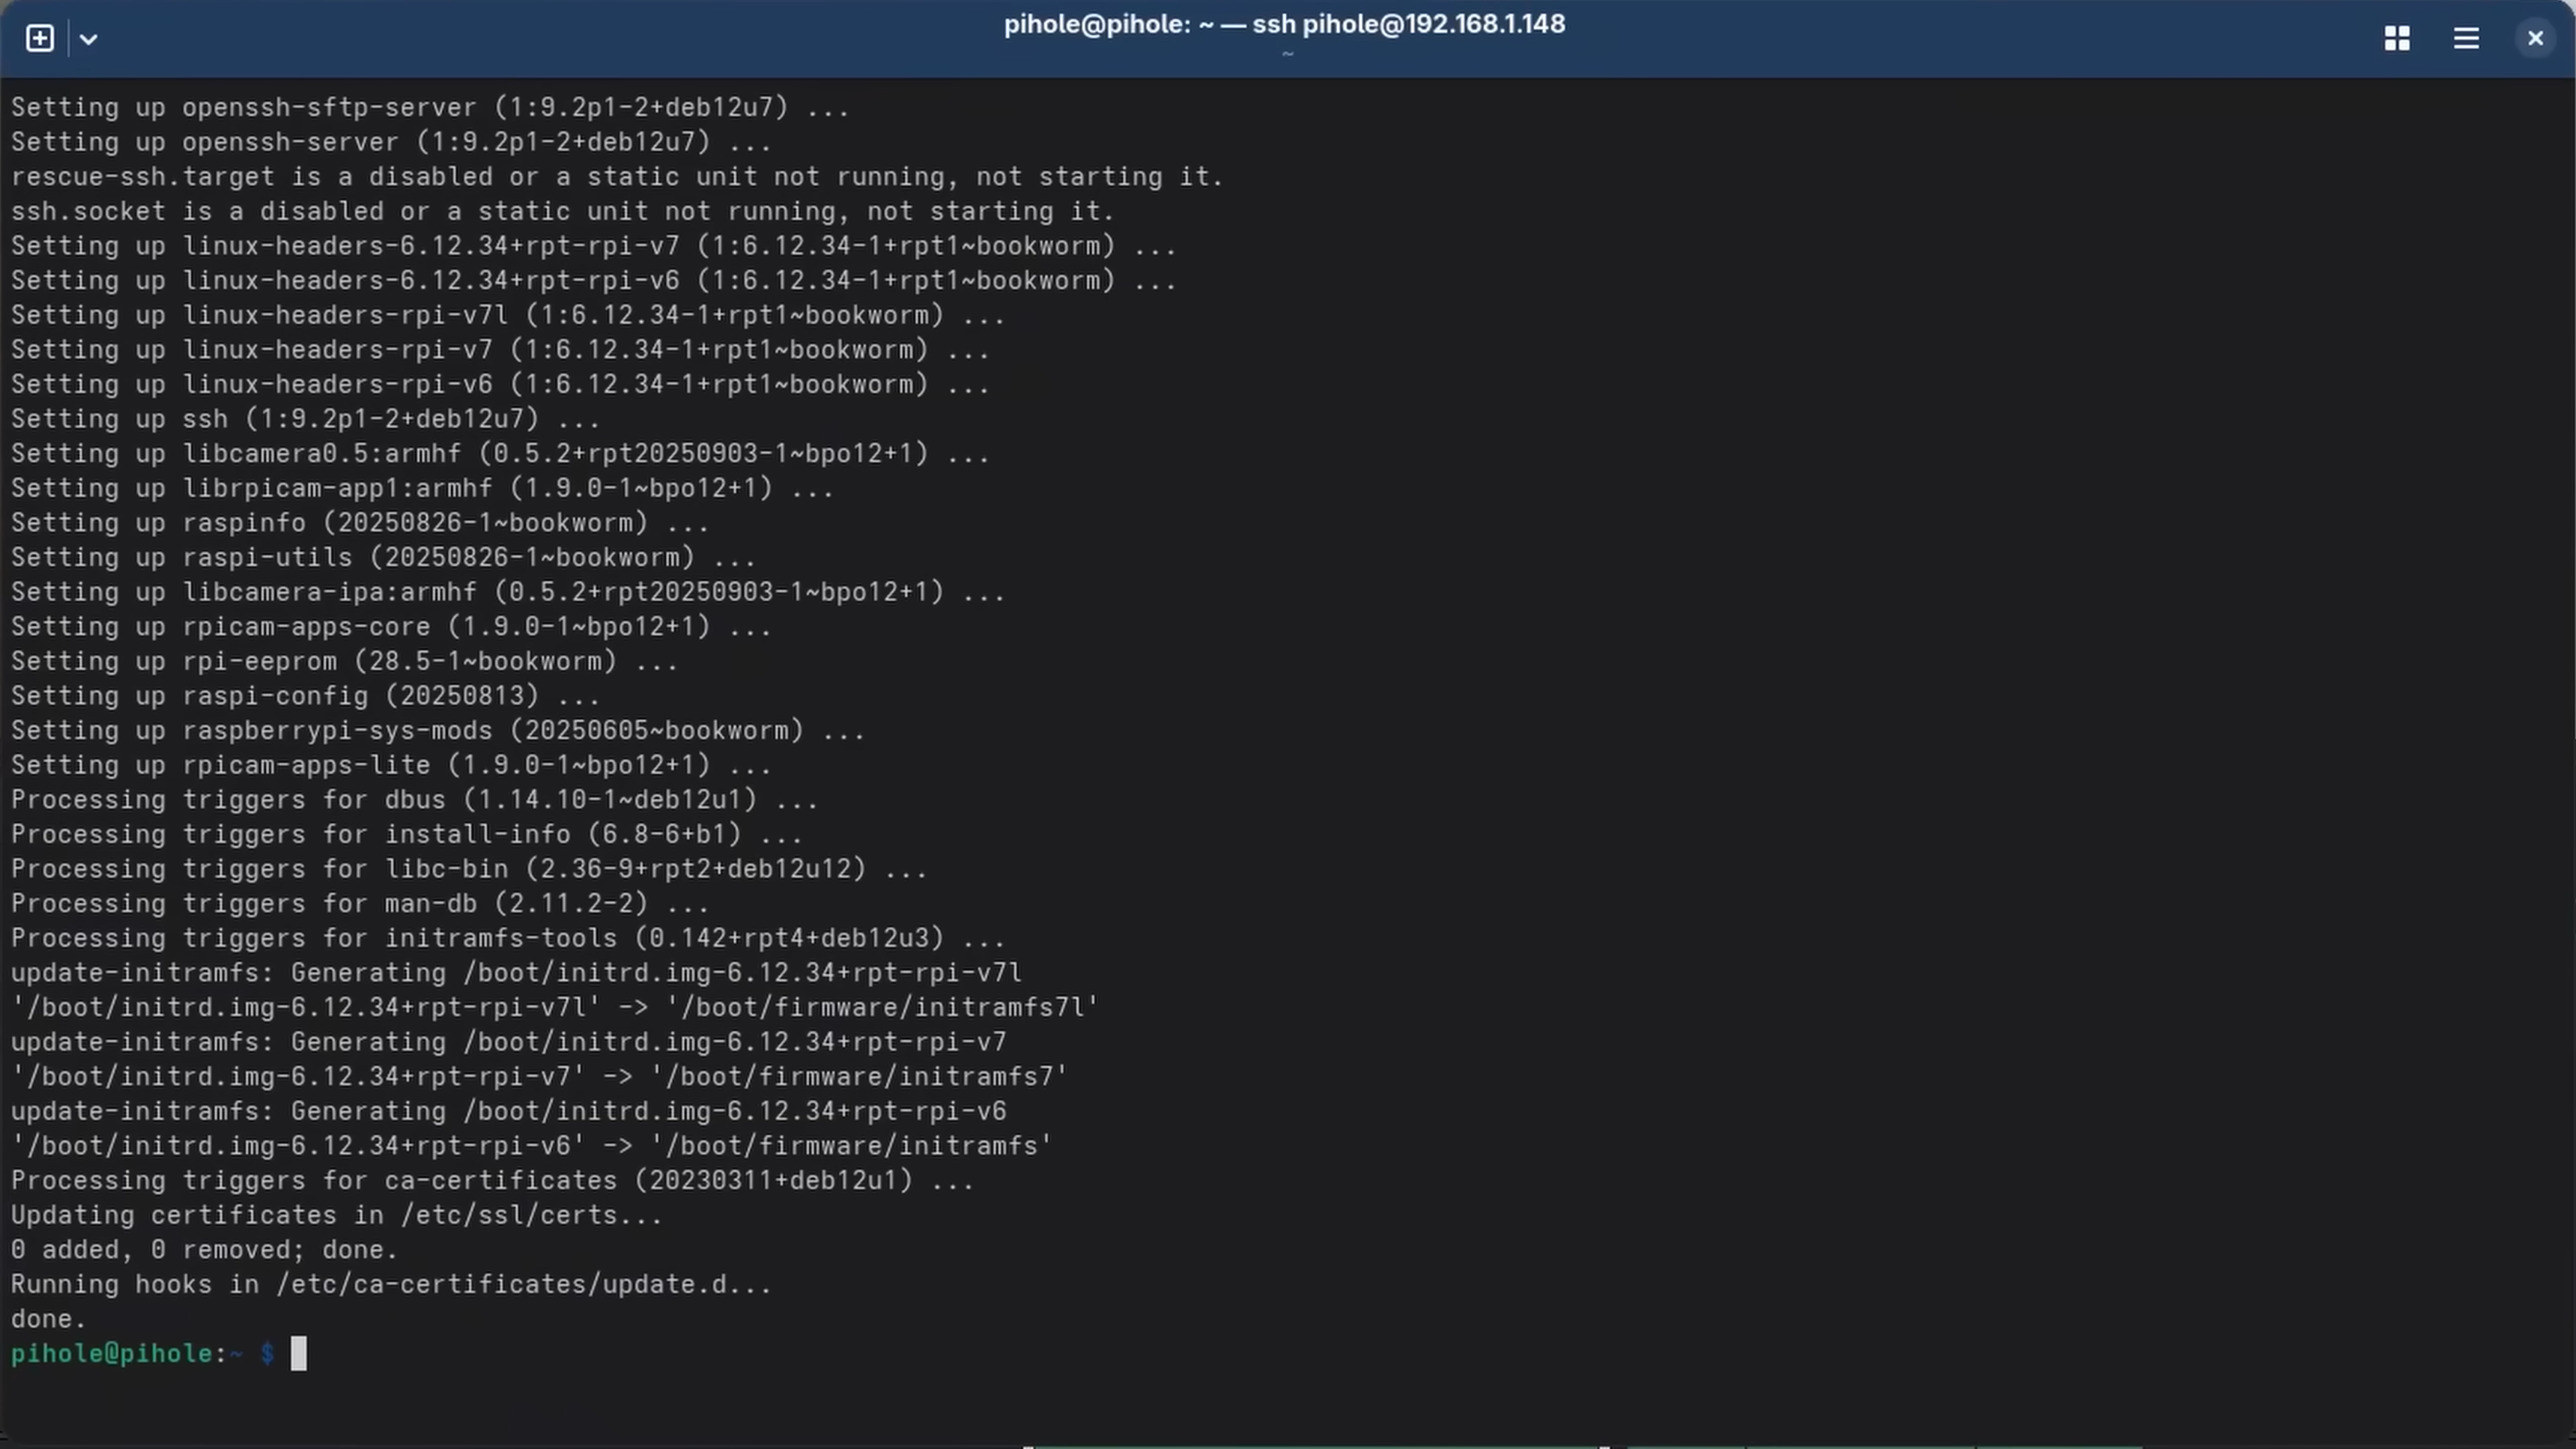 pihole@pihole: ~ — ssh pihole@192.168.1.148
~
Setting up openssh-sftp-server (1:9.2p1-2+deb12u7) ...
Setting up openssh-server (1:9.2p1-2+deb12u7) ...
rescue-ssh.target is a disabled or a static unit not running, not starting it.
ssh.socket is a disabled or a static unit not running, not starting it.
Setting up linux-headers-6.12.34+rpt-rpi-v7 (1:6.12.34-1+rpt1~bookworm) ...
Setting up linux-headers-6.12.34+rpt-rpi-v6 (1:6.12.34-1+rpt1~bookworm) ...
Setting up linux-headers-rpi-v7l (1:6.12.34-1+rpt1~bookworm) ...
Setting up linux-headers-rpi-v7 (1:6.12.34-1+rpt1~bookworm) ...
Setting up linux-headers-rpi-v6 (1:6.12.34-1+rpt1~bookworm) ...
Setting up ssh (1:9.2p1-2+deb12u7) ...
Setting up libcamera0.5:armhf (0.5.2+rpt20250903-1~bpo12+1) ...
Setting up librpicam-app1:armhf (1.9.0-1~bpo12+1) ...
Setting up raspinfo (20250826-1~bookworm) ...
Setting up raspi-utils (20250826-1~bookworm) ...
Setting up libcamera-ipa:armhf (0.5.2+rpt20250903-1~bpo12+1) ...
Setting up rpicam-apps-core (1.9.0-1~bpo12+1) ...
Setting up rpi-eeprom (28.5-1~bookworm) ...
Setting up raspi-config (20250813) ...
Setting up raspberrypi-sys-mods (20250605~bookworm) ...
Setting up rpicam-apps-lite (1.9.0-1~bpo12+1) ...
Processing triggers for dbus (1.14.10-1~deb12u1) ...
Processing triggers for install-info (6.8-6+b1) ...
Processing triggers for libc-bin (2.36-9+rpt2+deb12u12) ...
Processing triggers for man-db (2.11.2-2) ...
Processing triggers for initramfs-tools (0.142+rpt4+deb12u3) ...
update-initramfs: Generating /boot/initrd.img-6.12.34+rpt-rpi-v7l
'/boot/initrd.img-6.12.34+rpt-rpi-v7l' -> '/boot/firmware/initramfs7l'
update-initramfs: Generating /boot/initrd.img-6.12.34+rpt-rpi-v7
'/boot/initrd.img-6.12.34+rpt-rpi-v7' -> '/boot/firmware/initramfs7'
update-initramfs: Generating /boot/initrd.img-6.12.34+rpt-rpi-v6
'/boot/initrd.img-6.12.34+rpt-rpi-v6' -> '/boot/firmware/initramfs'
Processing triggers for ca-certificates (20230311+deb12u1) ...
Updating certificates in /etc/ssl/certs...
0 added, 0 removed; done.
Running hooks in /etc/ca-certificates/update.d...
done.
pihole@pihole:~ $